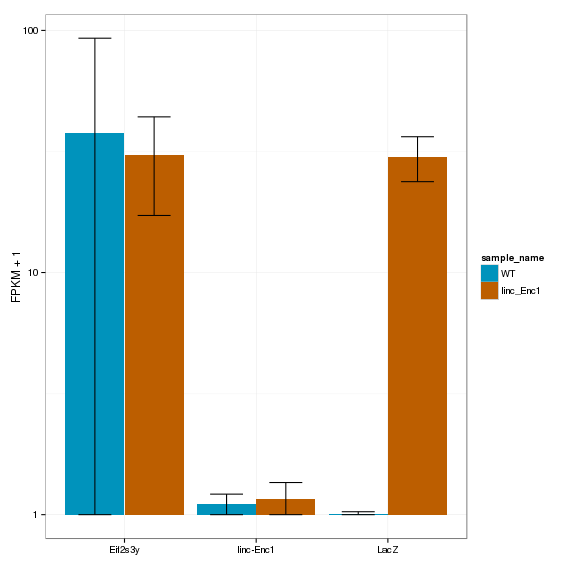 100
10
1
FPKM + 1
Eif2s3y
linc-Enc1
LacZ
sample_name
WT
linc_Enc1